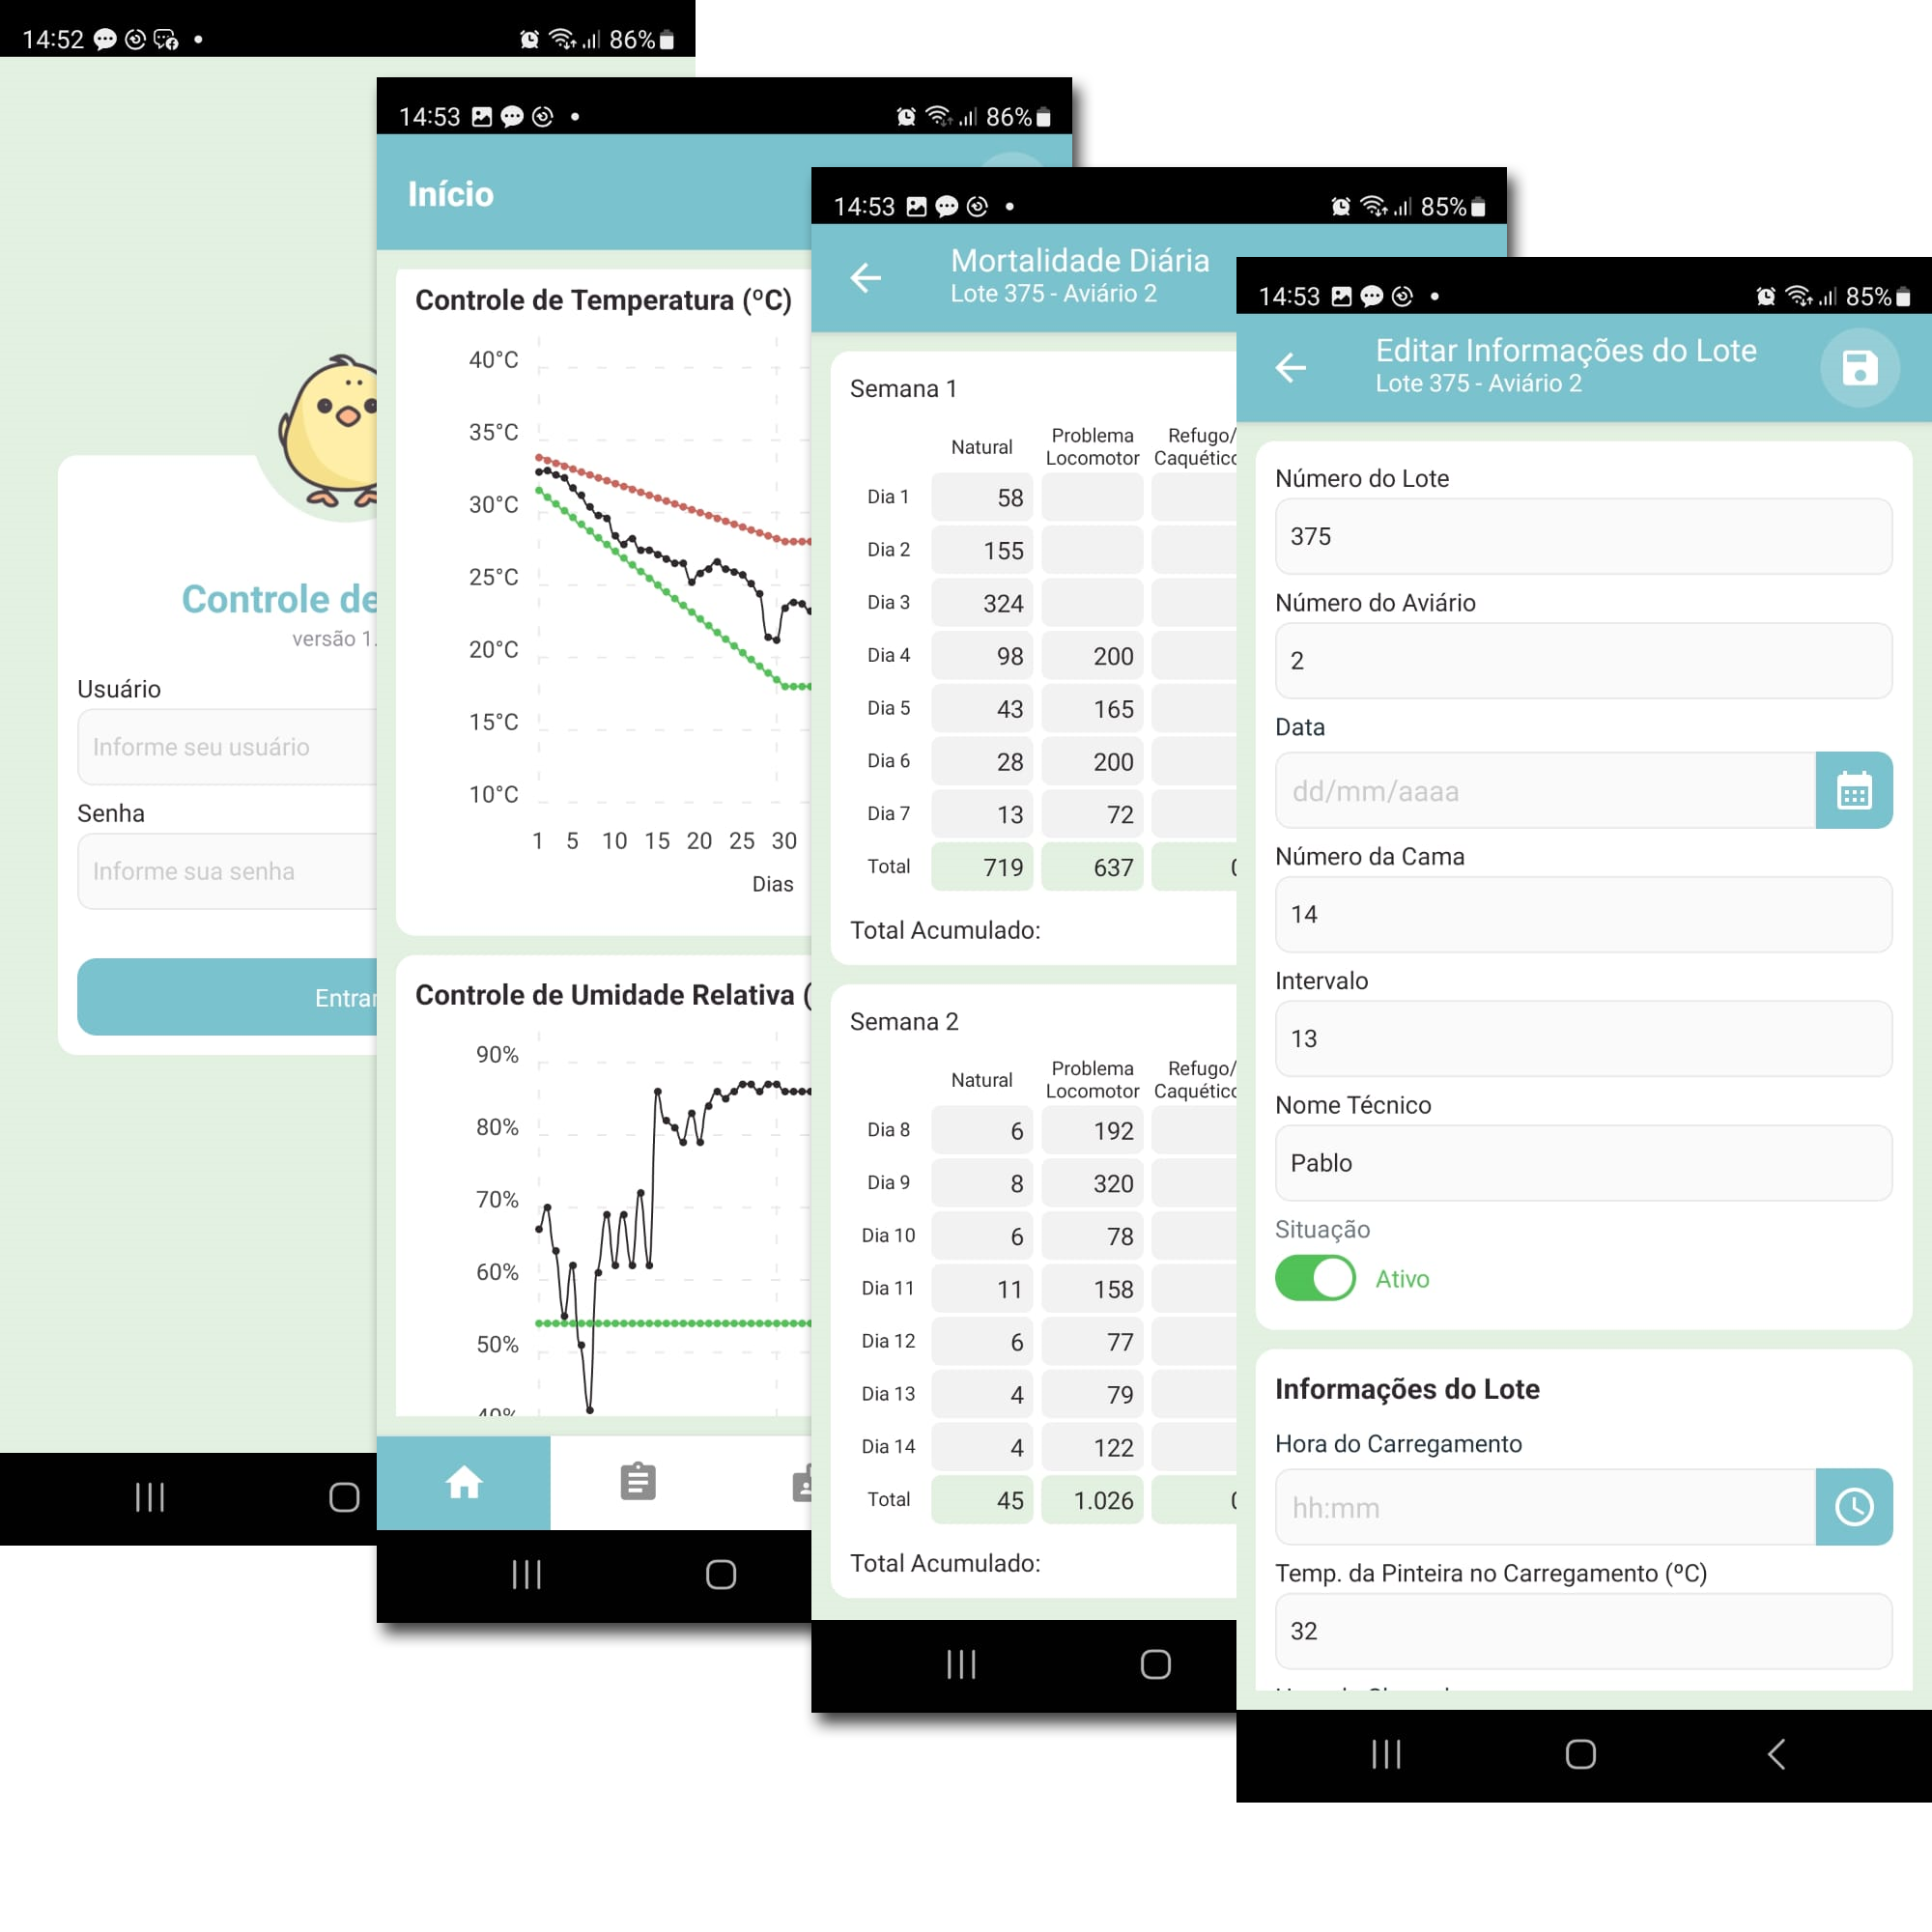 14:52
86%
Controle de
versão 1.
Usuário
Informe seu usuário
Senha
Informe sua senha
Entrar
14:53
86%
Início
Controle de Temperatura (ºC)
40°C
35°C
30°C
25°C
20°C
15°C
10°C
1 5 10 15 20 25 30
Dias
Controle de Umidade Relativa (
90%
80%
70%
60%
50%
40%
14:53
85%
Mortalidade Diária
Lote 375 - Aviário 2
Semana 1
Natural Problema Locomotor Refugo/ Caquético
Dia 1 58
Dia 2 155
Dia 3 324
Dia 4 98 200
Dia 5 43 165
Dia 6 28 200
Dia 7 13 72
Total 719 637 0
Total Acumulado:
Semana 2
Natural Problema Locomotor Refugo/ Caquético
Dia 8 6 192
Dia 9 8 320
Dia 10 6 78
Dia 11 11 158
Dia 12 6 77
Dia 13 4 79
Dia 14 4 122
Total 45 1.026 0
Total Acumulado:
14:53
85%
Editar Informações do Lote
Lote 375 - Aviário 2
Número do Lote
375
Número do Aviário
2
Data
dd/mm/aaaa
Número da Cama
14
Intervalo
13
Nome Técnico
Pablo
Situação
Ativo
Informações do Lote
Hora do Carregamento
hh:mm
Temp. da Pinteira no Carregamento (ºC)
32